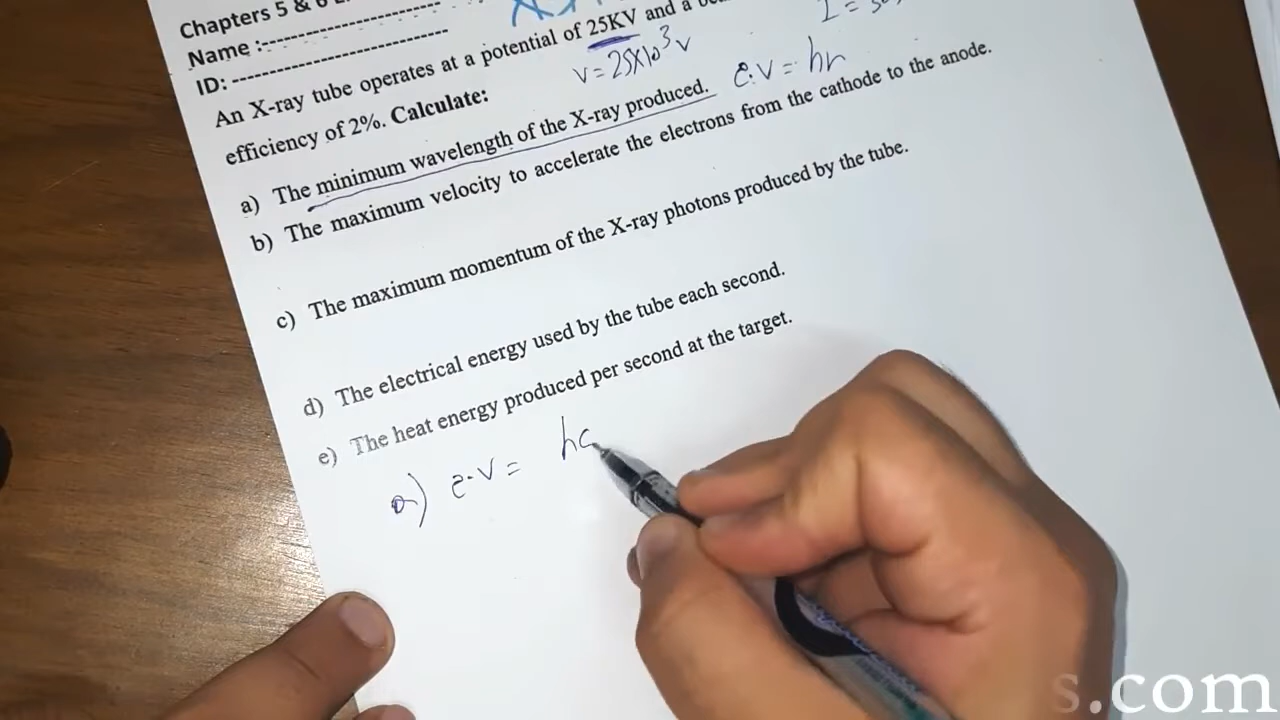 Chapters 5 & 6
Name :------------------------
ID: ------------------------
An X-ray tube operates at a potential of 25KV and a
V = 25X10³ v
efficiency of 2%. Calculate:
a) The minimum wavelength of the X-ray produced. e.V = hν
b) The maximum velocity to accelerate the electrons from the cathode to the anode.
c) The maximum momentum of the X-ray photons produced by the tube.
d) The electrical energy used by the tube each second.
e) The heat energy produced per second at the target.
a) e.V = hc
s.com